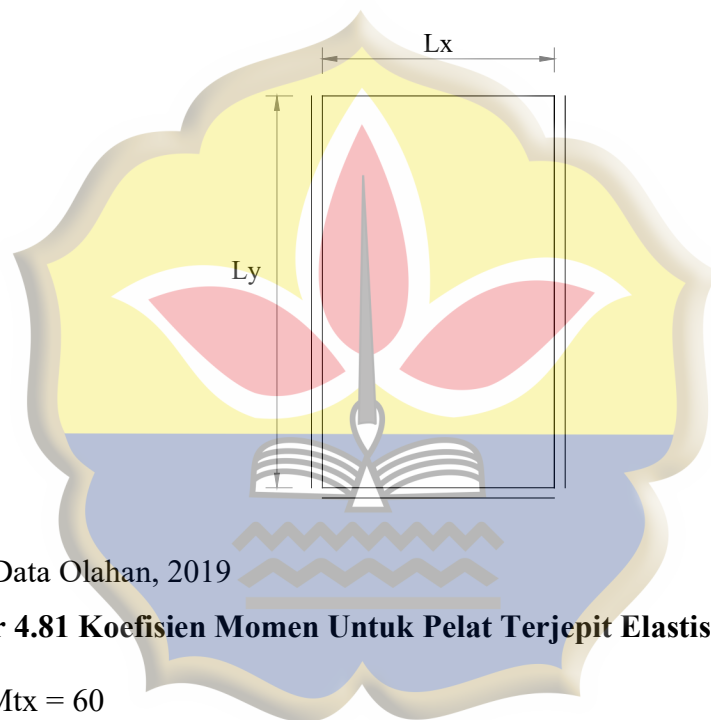 Lx
Ly
Data Olahan, 2019
4.81 Koefisien Momen Untuk Pelat Terjepit Elastis
Mtx = 60